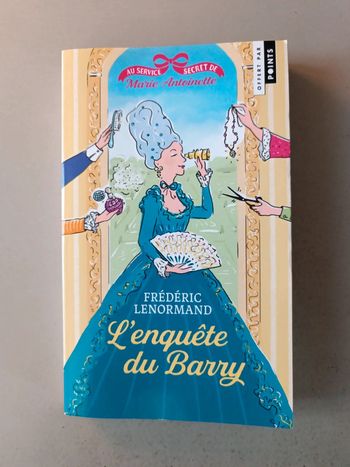 AU SERVICE SECRET DE
Marie-Antoinette
OFFERT PAR
POINTS
FRÉDÉRIC
LENORMAND
L'enquête
du Barry